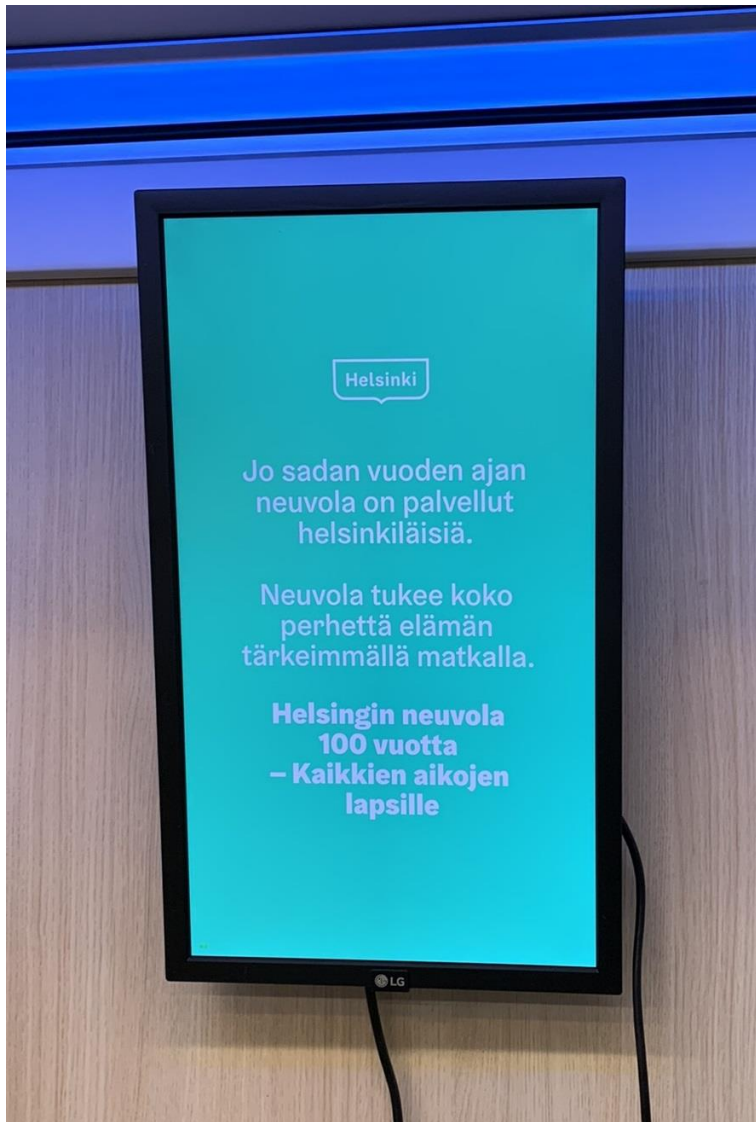 Helsinki
Jo sadan vuoden ajan
neuvola on palvellut
helsinkiläisiä.
Neuvola tukee koko
perhettä elämän
tärkeimmällä matkalla.
Helsingin neuvola
100 vuotta
– Kaikkien aikojen
lapsille
LG